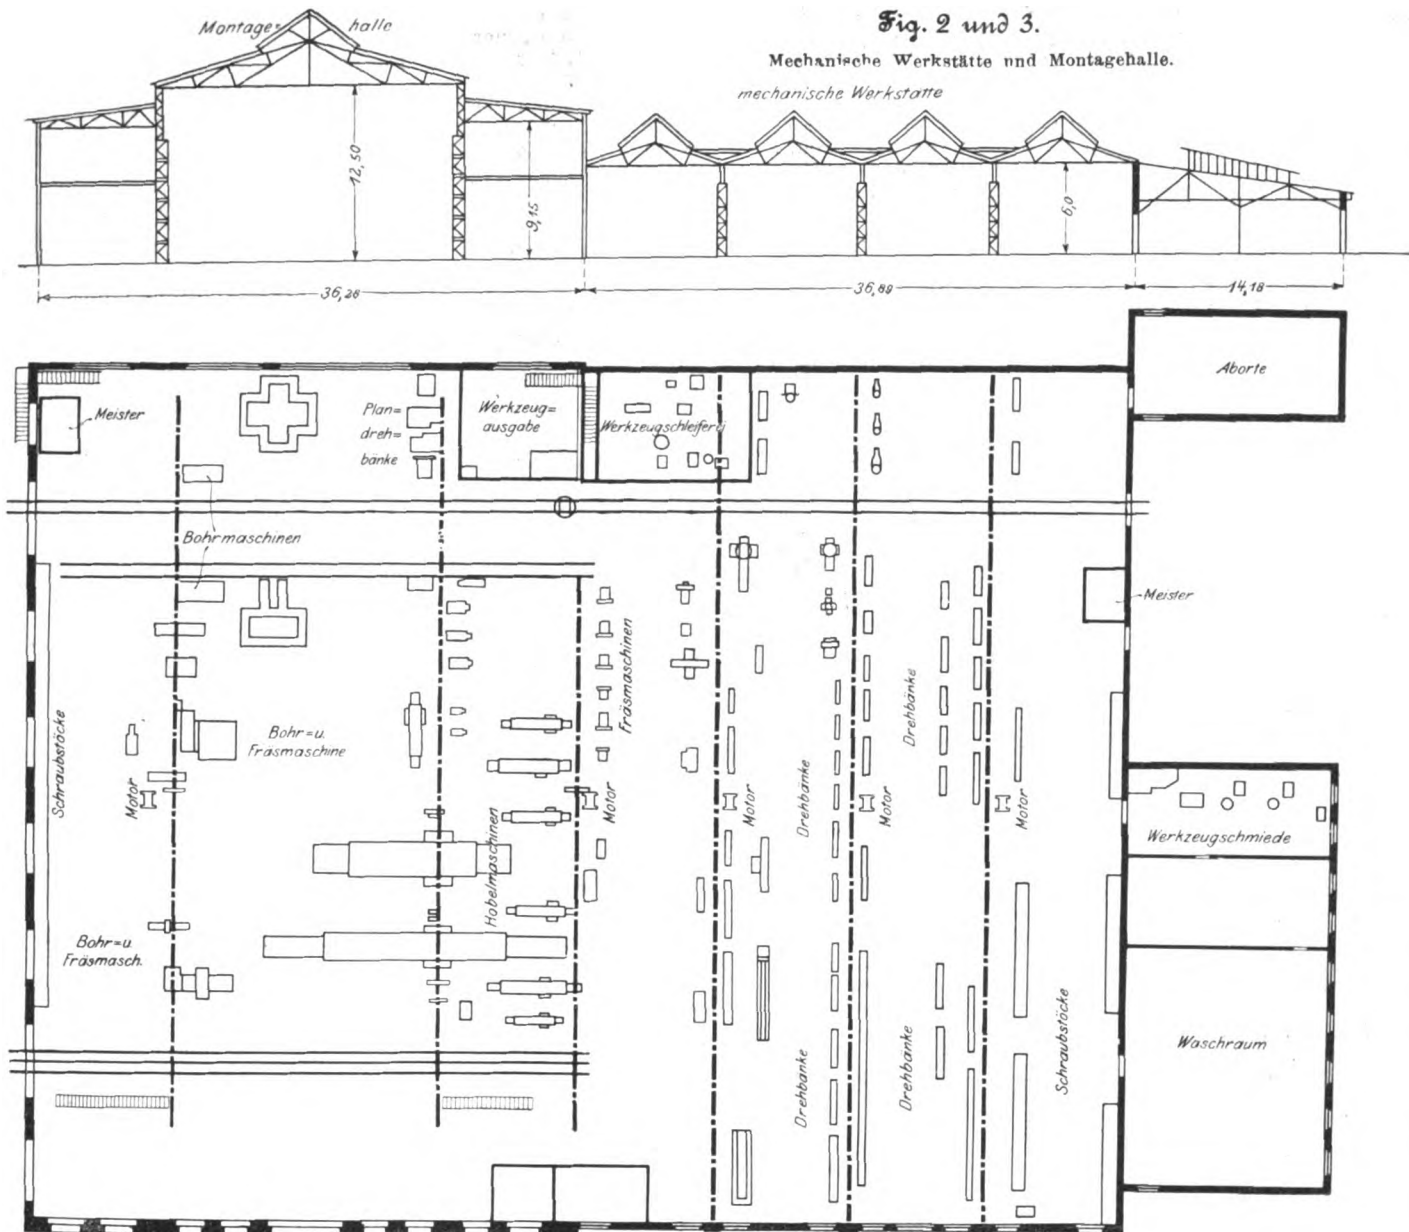 Fig. 2 und 3.
Mechanische Werkstätte und Montagehalle.
Montage=halle
mechanische Werkstätte
12,50
9,15
6,0
36,26
36,89
14,18
Aborte
Meister
Plan=
dreh=
bänke
Werkzeug=
ausgabe
Werkzeugschleiferei
Bohrmaschinen
Meister
Schraubstöcke
Motor
Bohr=u.
Fräsmaschine
Hobelmaschinen
Fräsmaschinen
Motor
Motor
Drehbänke
Motor
Drehbänke
Motor
Werkzeugschmiede
Bohr=u.
Fräsmasch.
Drehbänke
Drehbänke
Schraubstöcke
Waschraum